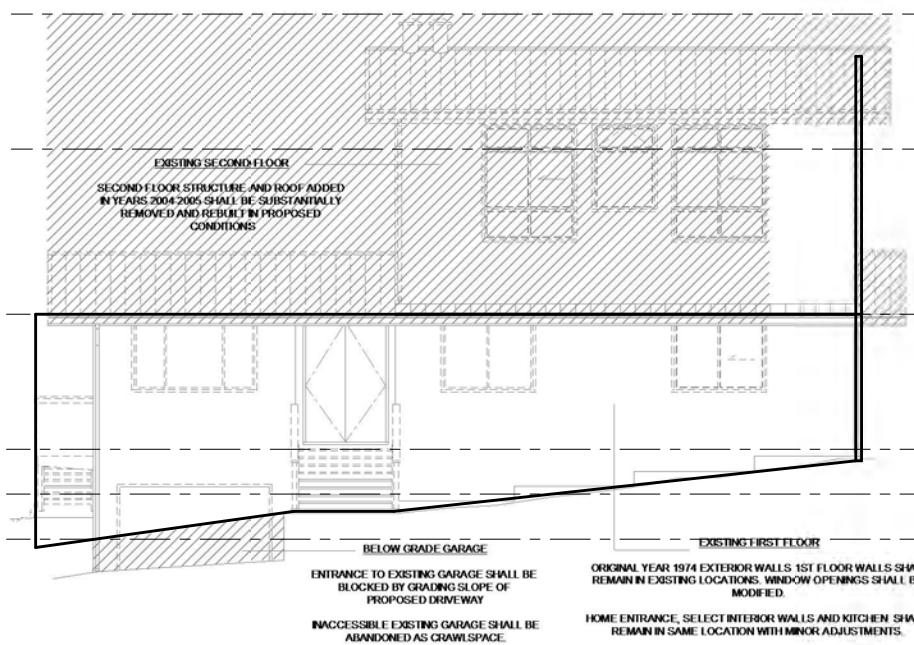 EXISTING SECOND FLOOR
SECOND FLOOR STRUCTURE AND ROOF ADDED
IN YEARS 2004-2005 SHALL BE SUBSTANTIALLY
REMOVED AND REBUILT IN PROPOSED
CONDITIONS
BELOW GRADE GARAGE
ENTRANCE TO EXISTING GARAGE SHALL BE
BLOCKED BY GRADING SLOPE OF
PROPOSED DRIVEWAY
INACCESSIBLE EXISTING GARAGE SHALL BE
ABANDONED AS CRAWLSPACE.
EXISTING FIRST FLOOR
ORIGINAL YEAR 1974 EXTERIOR WALLS 1ST FLOOR WALLS SHA
REMAIN IN EXISTING LOCATIONS. WINDOW OPENINGS SHALL B
MODIFIED.
HOME ENTRANCE, SELECT INTERIOR WALLS AND KITCHEN SHA
REMAIN IN SAME LOCATION WITH MINOR ADJUSTMENTS.